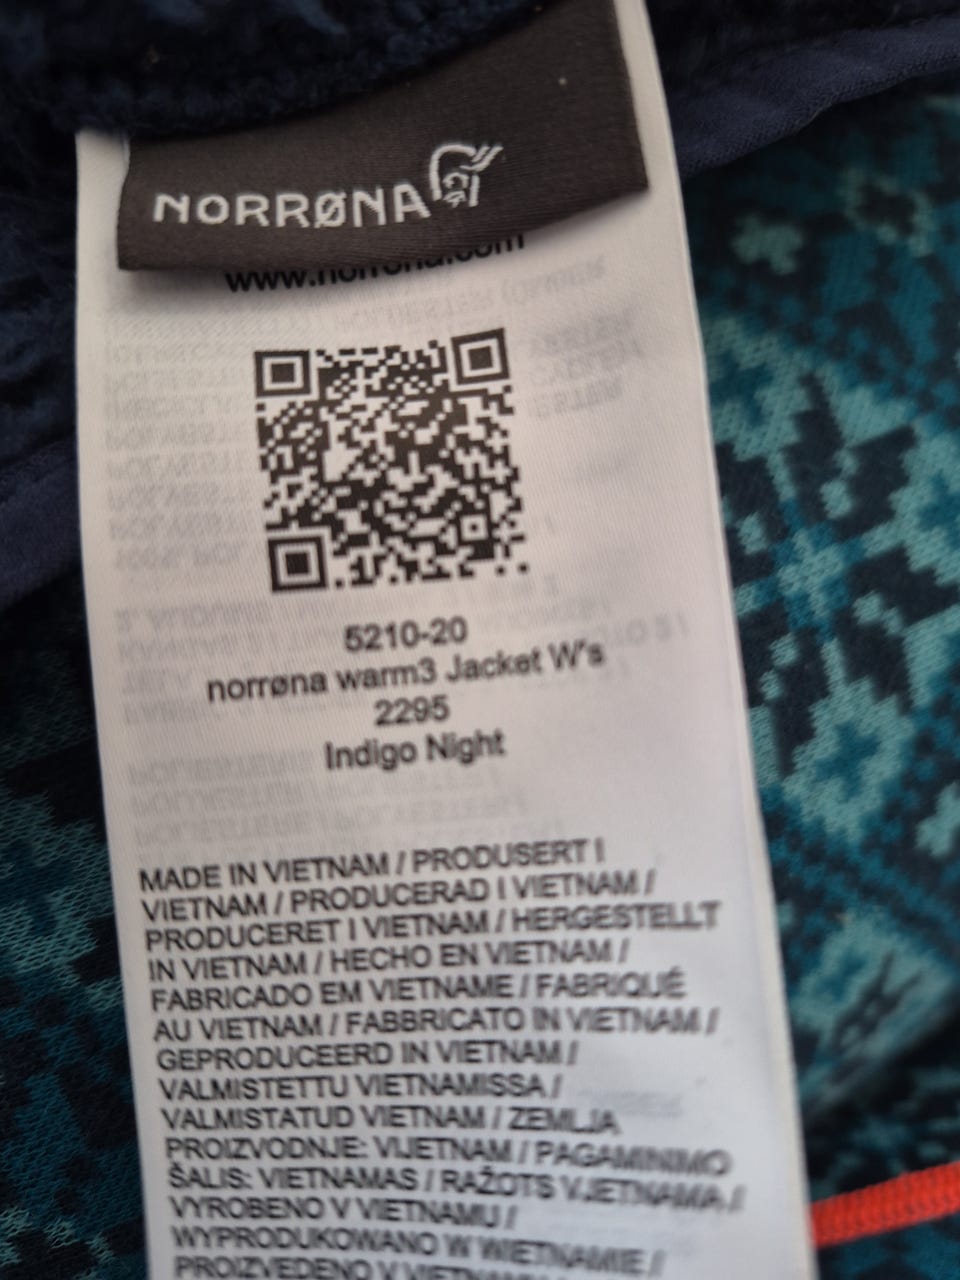 NORRØNA
www.norrona.com
5210-20
norrøna warm3 Jacket W's
2295
Indigo Night
MADE IN VIETNAM / PRODUSERT I
VIETNAM / PRODUCERAD I VIETNAM /
PRODUCERET I VIETNAM / HERGESTELLT
IN VIETNAM / HECHO EN VIETNAM /
FABRICADO EM VIETNAME / FABRIQUÉ
AU VIETNAM / FABBRICATO IN VIETNAM /
GEPRODUCEERD IN VIETNAM /
VALMISTETTU VIETNAMISSA /
VALMISTATUD VIETNAM / ZEMLJA
PROIZVODNJE: VIJETNAM / PAGAMINIMO
ŠALIS: VIETNAMAS / RAŽOTS VJETNAMA /
VYROBENO V VIETNAMU /
WYPRODUKOWANO W WIETNAMIE /
PROIZVEDENO V VIETNAMU